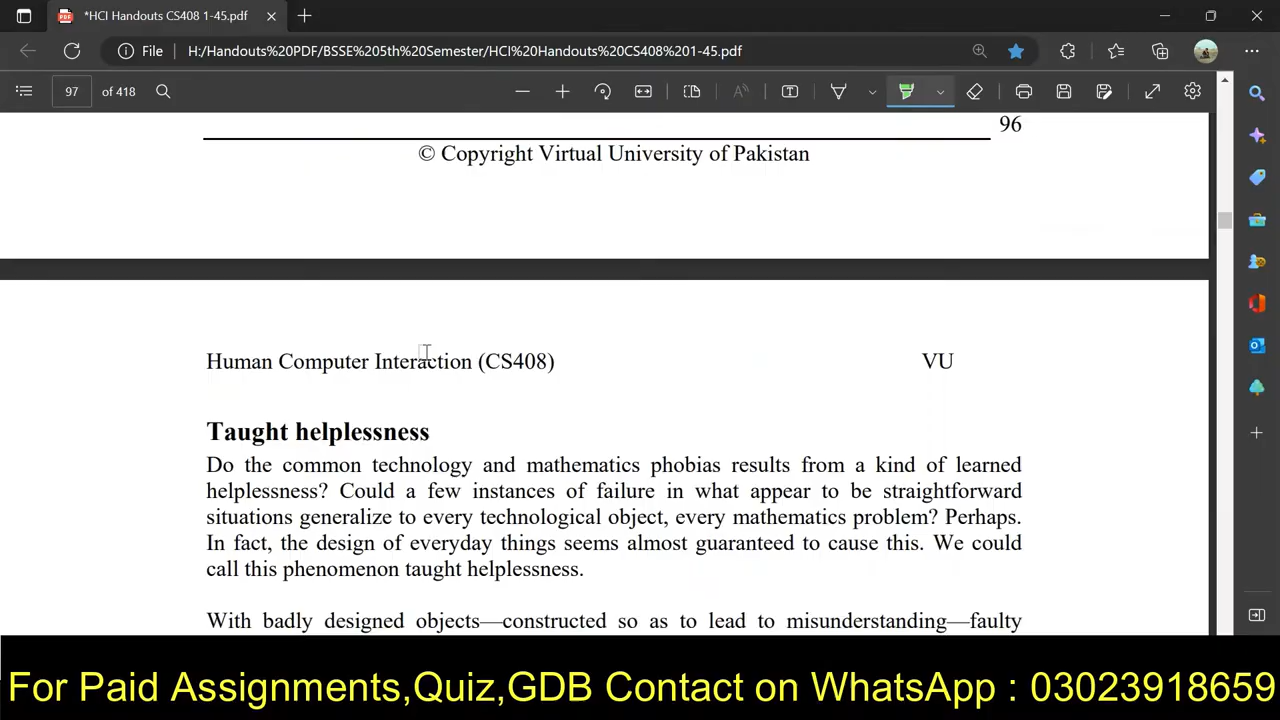 *HCI Handouts CS408 1-45.pdf
File H:/Handouts%20PDF/BSSE%205th%20Semester/HCI%20Handouts%20CS408%201-45.pdf
97 of 418
96
© Copyright Virtual University of Pakistan
Human Computer Interaction (CS408) VU
Taught helplessness
Do the common technology and mathematics phobias results from a kind of learned
helplessness? Could a few instances of failure in what appear to be straightforward
situations generalize to every technological object, every mathematics problem? Perhaps.
In fact, the design of everyday things seems almost guaranteed to cause this. We could
call this phenomenon taught helplessness.
With badly designed objects—constructed so as to lead to misunderstanding—faulty
For Paid Assignments,Quiz,GDB Contact on WhatsApp : 03023918659